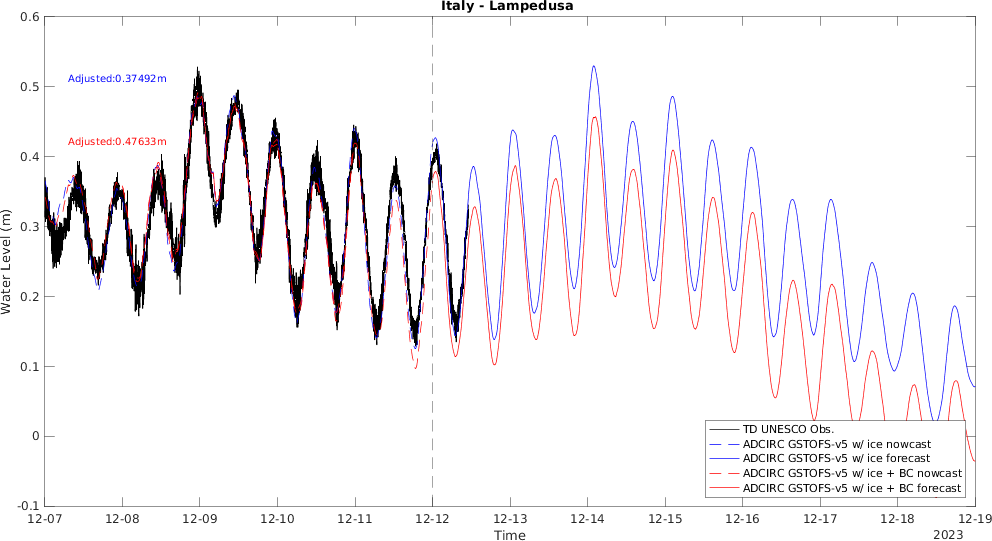 Italy - Lampedusa
0.6
0.5
0.4
0.3
0.2
0.1
0
-0.1
Water Level (m)
Adjusted:0.37492m
Adjusted:0.47633m
TD UNESCO Obs.
ADCIRC GSTOFS-v5 w/ ice nowcast
ADCIRC GSTOFS-v5 w/ ice forecast
ADCIRC GSTOFS-v5 w/ ice + BC nowcast
ADCIRC GSTOFS-v5 w/ ice + BC forecast
12-07 12-08 12-09 12-10 12-11 12-12 12-13 12-14 12-15 12-16 12-17 12-18 12-19
Time
2023